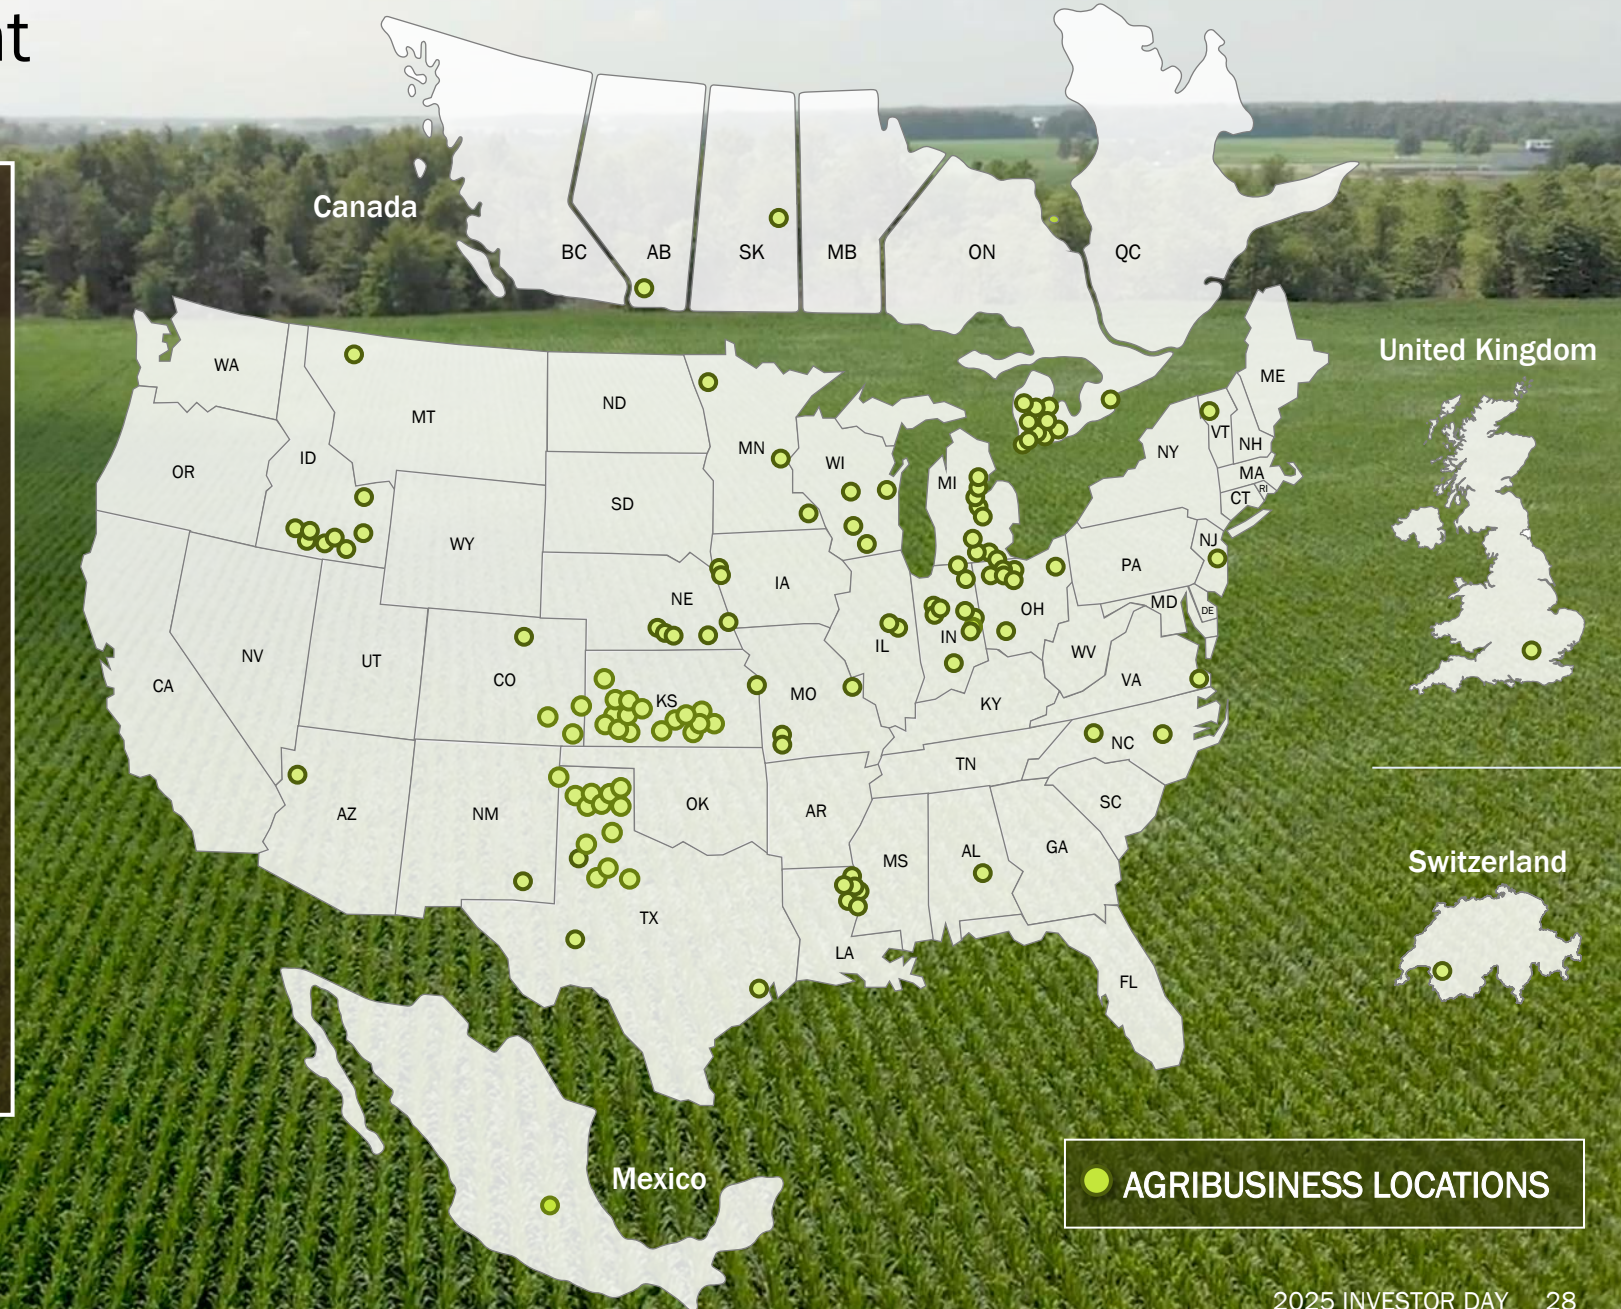 nt
Canada
BC
AB
SK
MB
ON
QC
United Kingdom
WA
MT
ND
MN
WI
MI
NY
VT
NH
ME
MA
RI
CT
OR
ID
SD
WY
IA
NE
PA
NJ
MD
DE
OH
IN
IL
WV
VA
NV
UT
CO
KS
MO
KY
CA
NC
TN
SC
AZ
NM
OK
AR
MS
AL
GA
TX
LA
FL
Switzerland
Mexico
AGRIBUSINESS LOCATIONS
2025 INVESTOR DAY 28